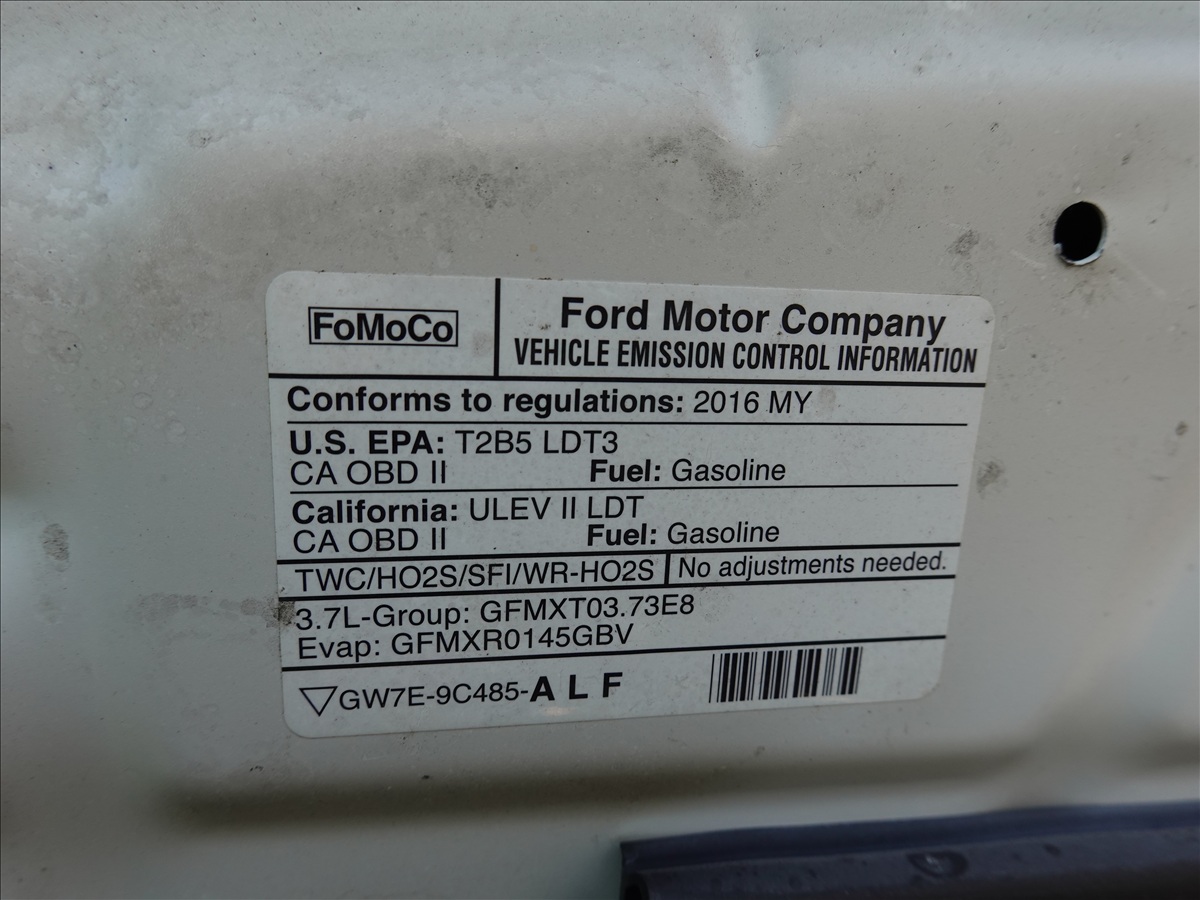 FoMoCo
Ford Motor Company
VEHICLE EMISSION CONTROL INFORMATION
Conforms to regulations: 2016 MY
U.S. EPA: T2B5 LDT3
CA OBD II Fuel: Gasoline
California: ULEV II LDT
CA OBD II Fuel: Gasoline
TWC/HO2S/SFI/WR-HO2S No adjustments needed.
3.7L-Group: GFMXT03.73E8
Evap: GFMXR0145GBV
GW7E-9C485-A L F